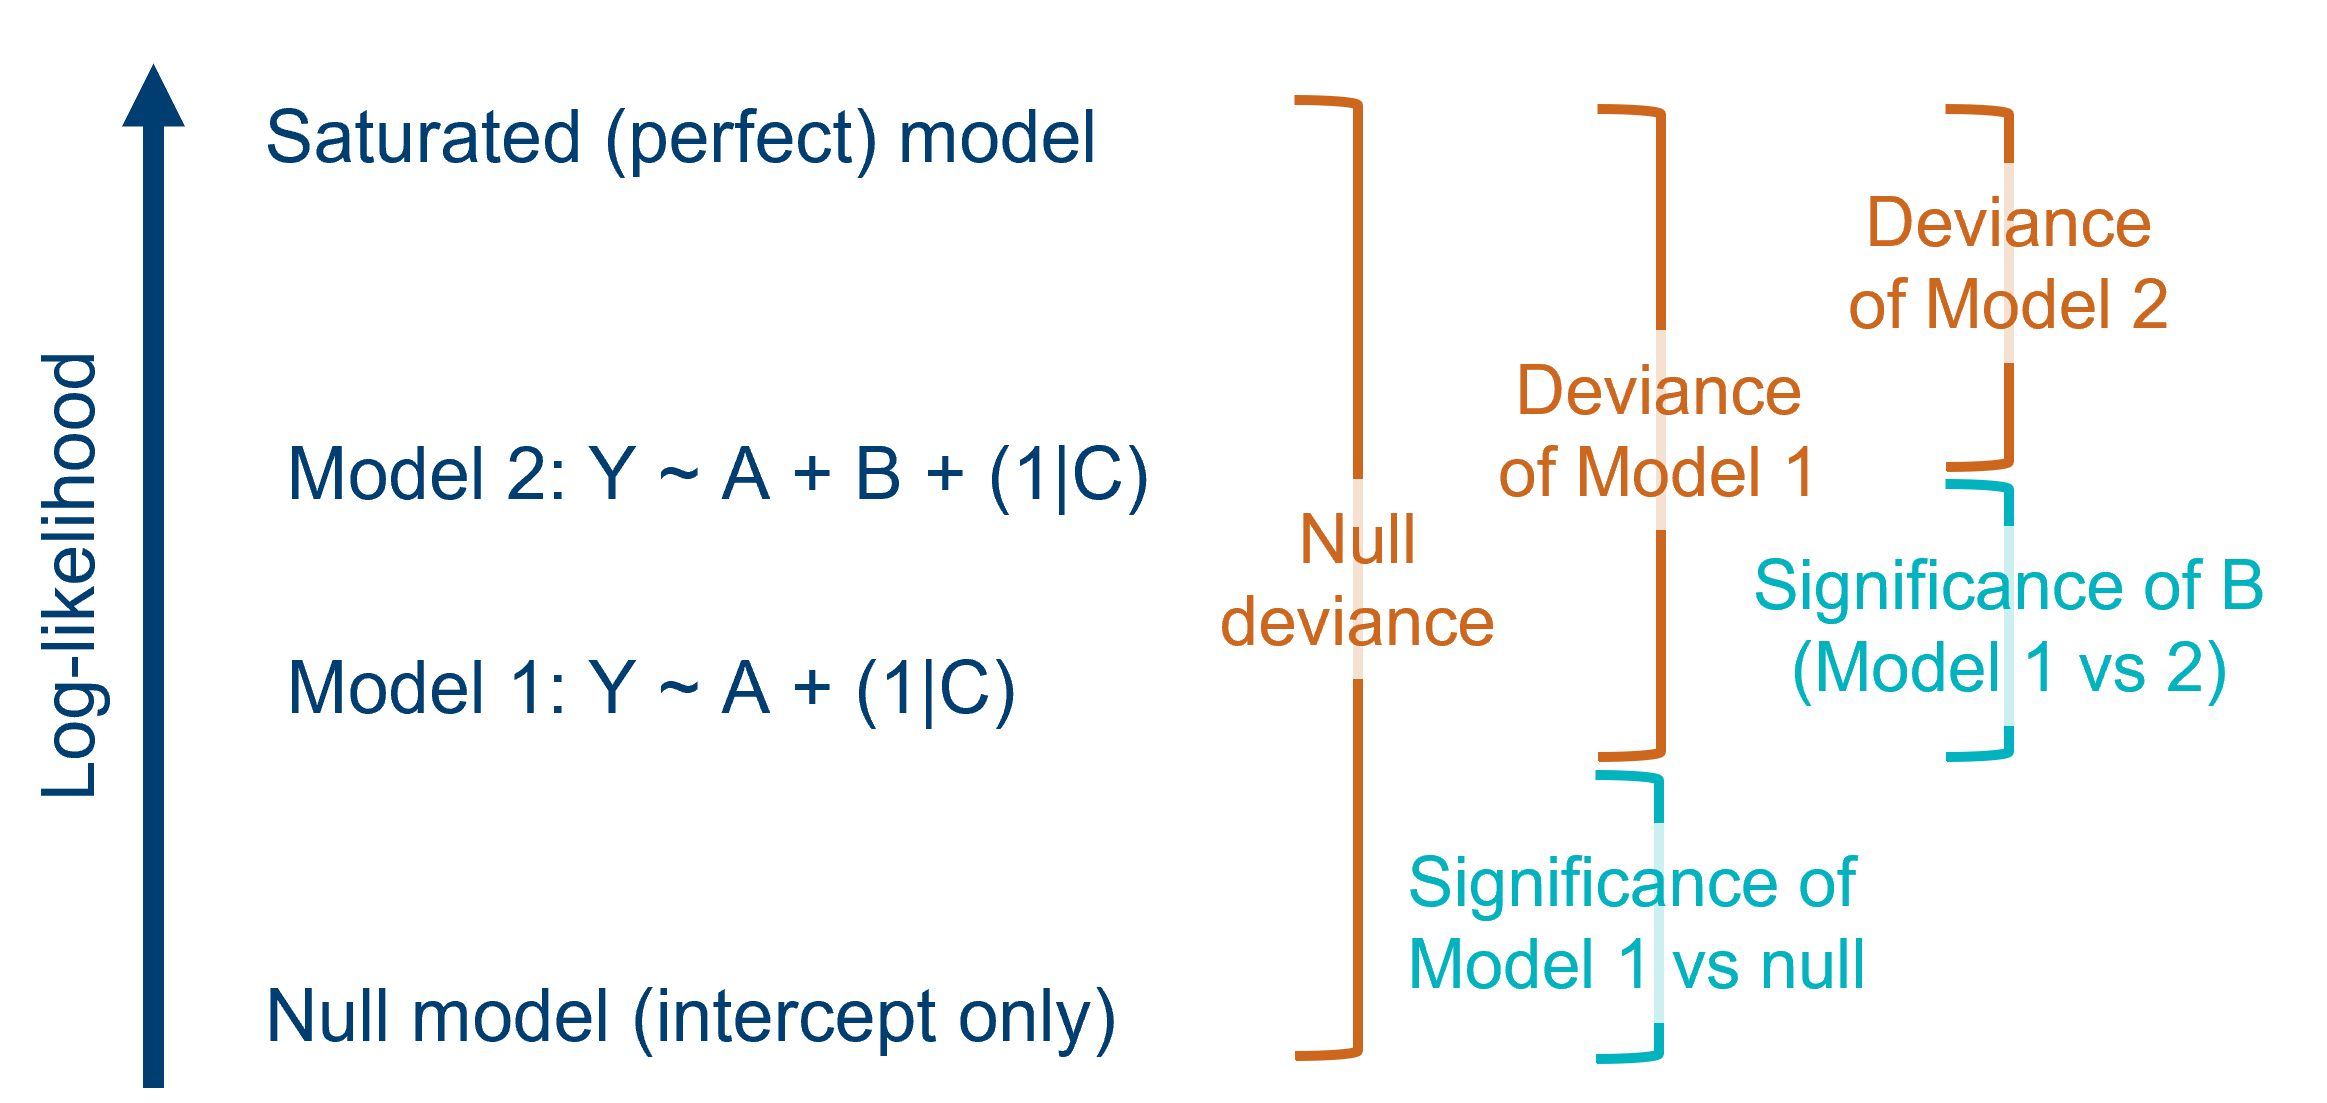 Log-likelihood
Saturated (perfect) model
Model 2: Y ~ A + B + (1|C)
Model 1: Y ~ A + (1|C)
Null model (intercept only)
Null
deviance
Deviance
of Model 1
Significance of
Model 1 vs null
Deviance
of Model 2
Significance of B
(Model 1 vs 2)